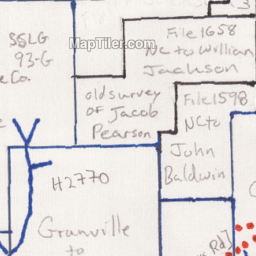 3
File 1658
NC to William
Jackson
SSLG
93-G
e Co.
MapTiler.com
old survey
of Jacob
Pearson
File 1598
NC to
John
Baldwin
H2770
Granville
to
Rd]